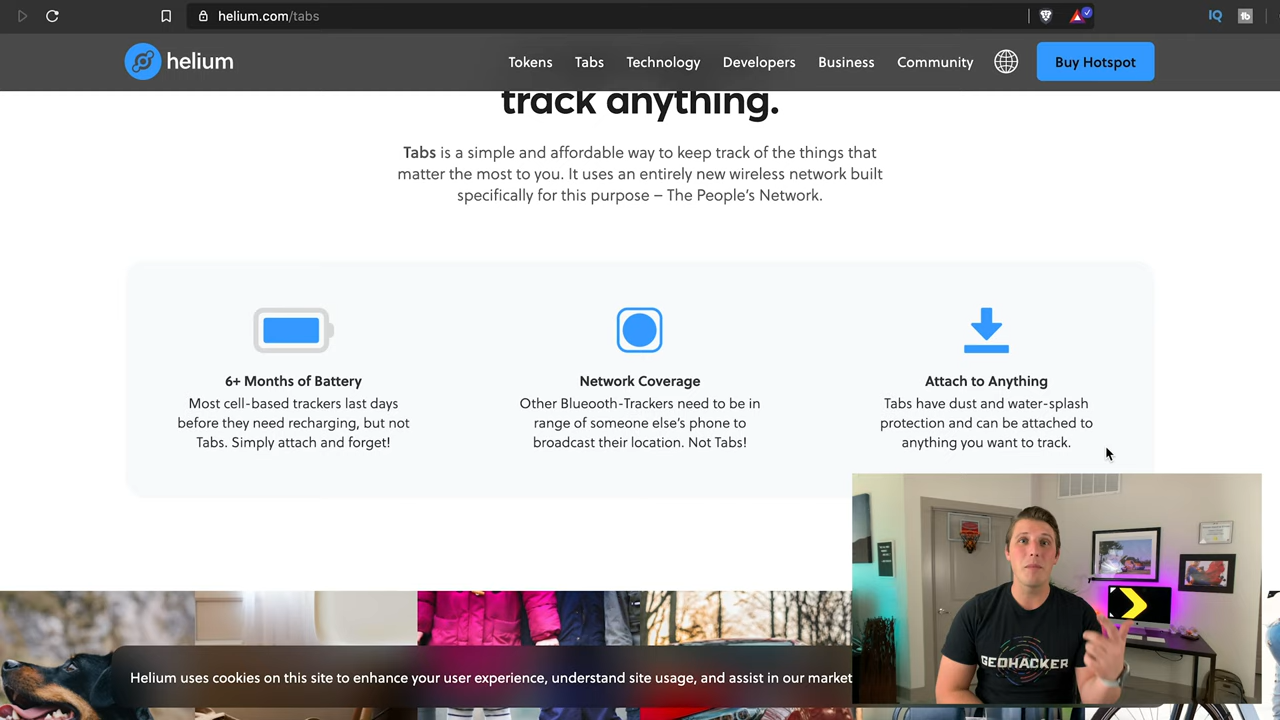 helium.com/tabs
IQ
tb
helium
Tokens
Tabs
Technology
Developers
Business
Community
Buy Hotspot
track anything.
Tabs is a simple and affordable way to keep track of the things that
matter the most to you. It uses an entirely new wireless network built
specifically for this purpose – The People's Network.
6+ Months of Battery
Most cell-based trackers last days
before they need recharging, but not
Tabs. Simply attach and forget!
Network Coverage
Other Blueooth-Trackers need to be in
range of someone else's phone to
broadcast their location. Not Tabs!
Attach to Anything
Tabs have dust and water-splash
protection and can be attached to
anything you want to track.
GEOHACKER
Helium uses cookies on this site to enhance your user experience, understand site usage, and assist in our market